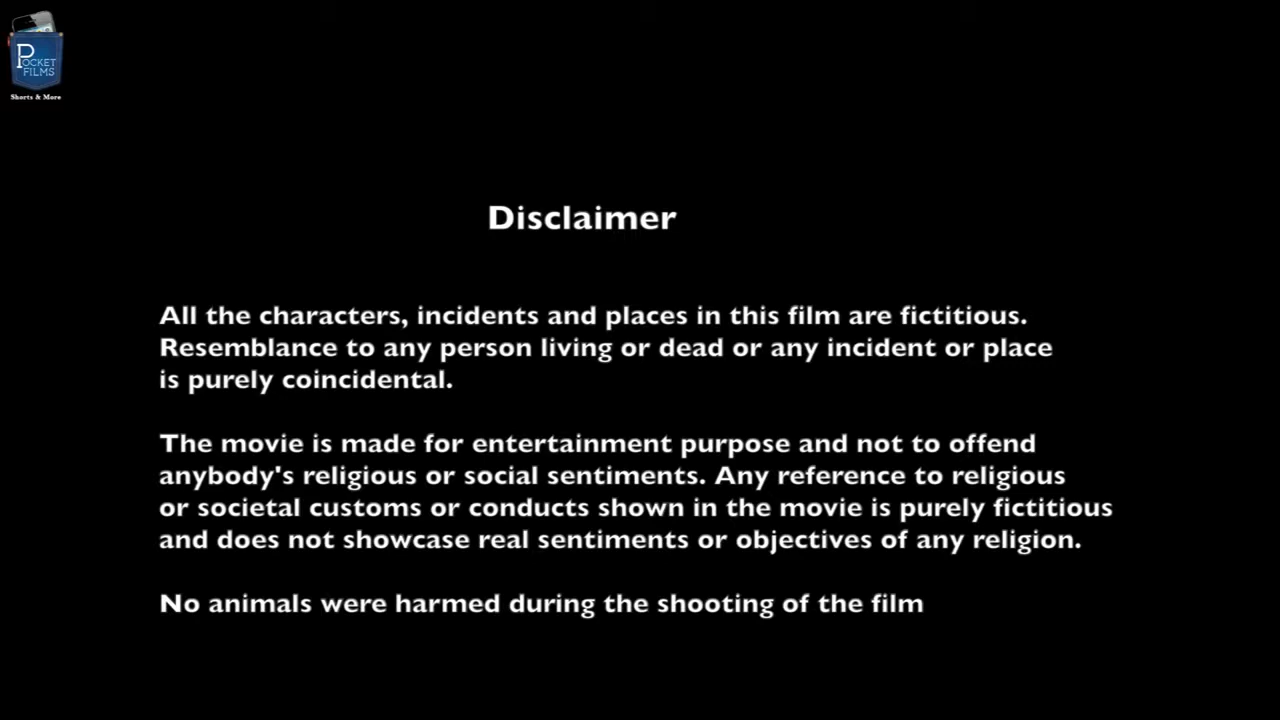 POCKET
FILMS
Shorts & More
Disclaimer
All the characters, incidents and places in this film are fictitious.
Resemblance to any person living or dead or any incident or place
is purely coincidental.
The movie is made for entertainment purpose and not to offend
anybody's religious or social sentiments. Any reference to religious
or societal customs or conducts shown in the movie is purely fictitious
and does not showcase real sentiments or objectives of any religion.
No animals were harmed during the shooting of the film